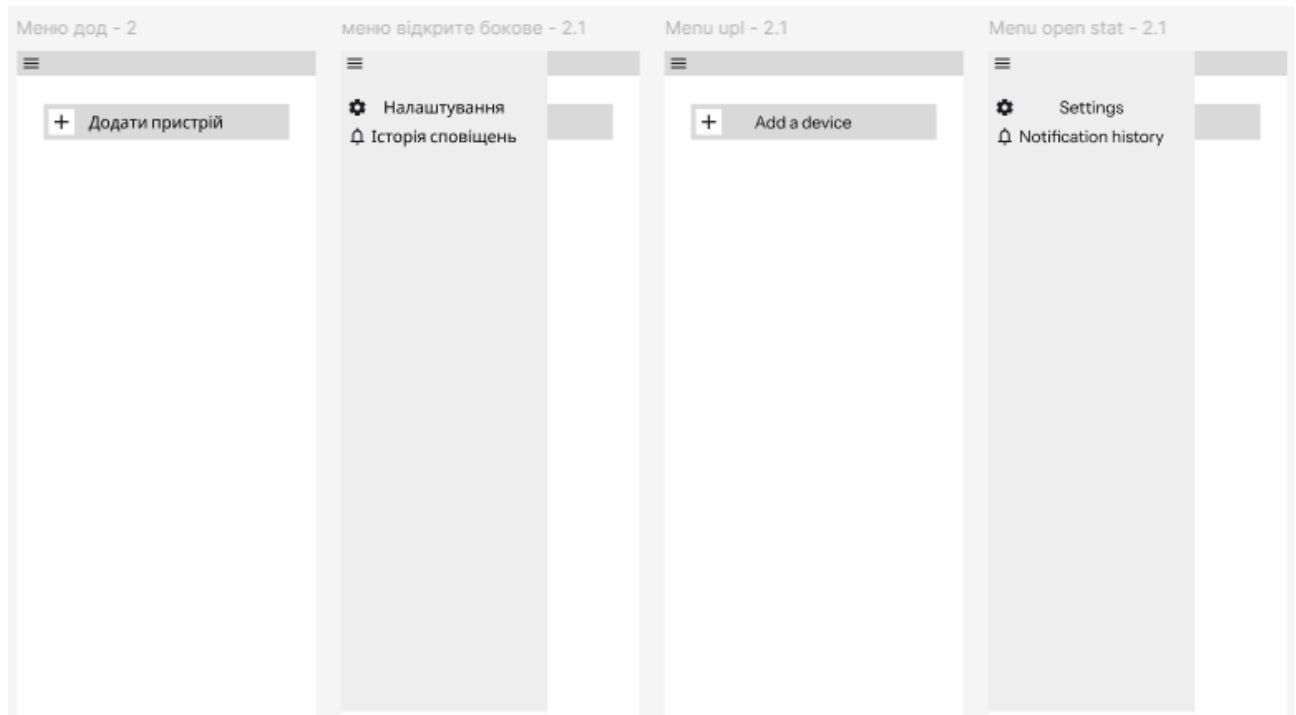 Меню дод - 2
меню відкрите бокове - 2.1
Menu upl - 2.1
Menu open stat - 2.1
Додати пристрій
Налаштування
Історія сповіщень
Add a device
Settings
Notification history